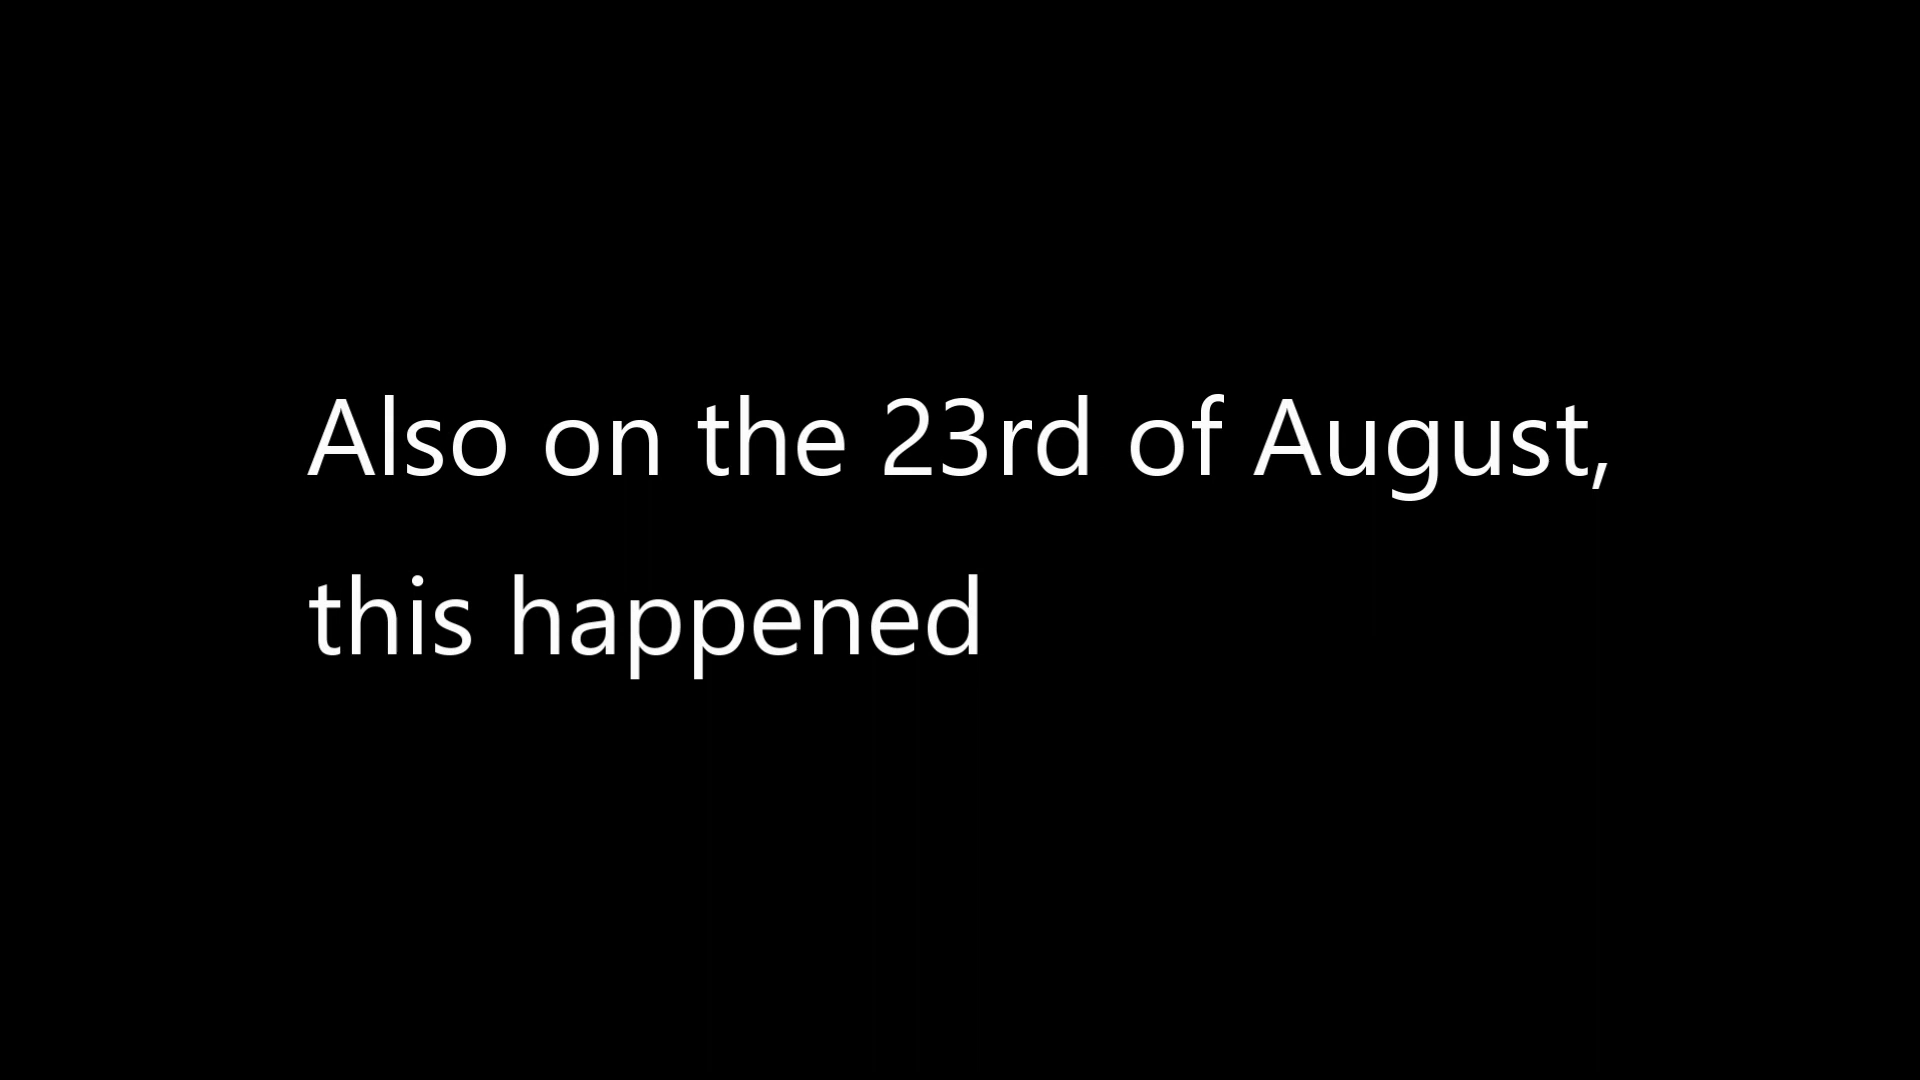 Also on the 23rd of August,
this happened